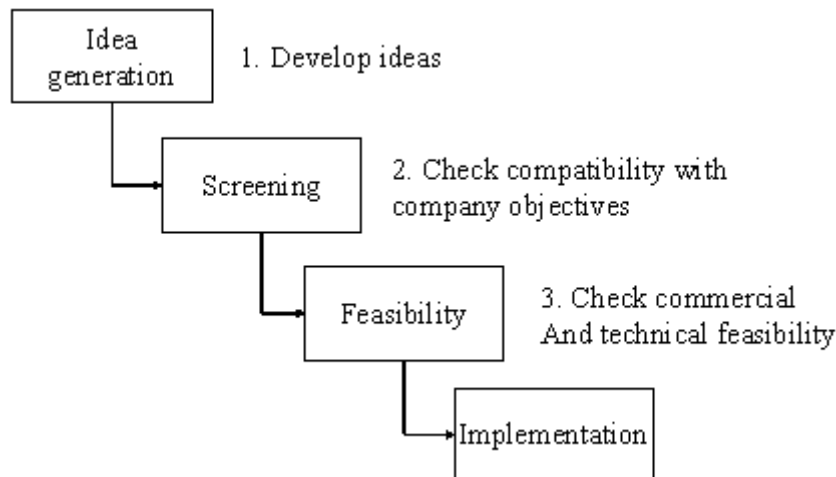 Idea
generation
1. Develop ideas
Screening
2. Check compatibility with
company objectives
Feasibility
3. Check commercial
And technical feasibility
Implementation